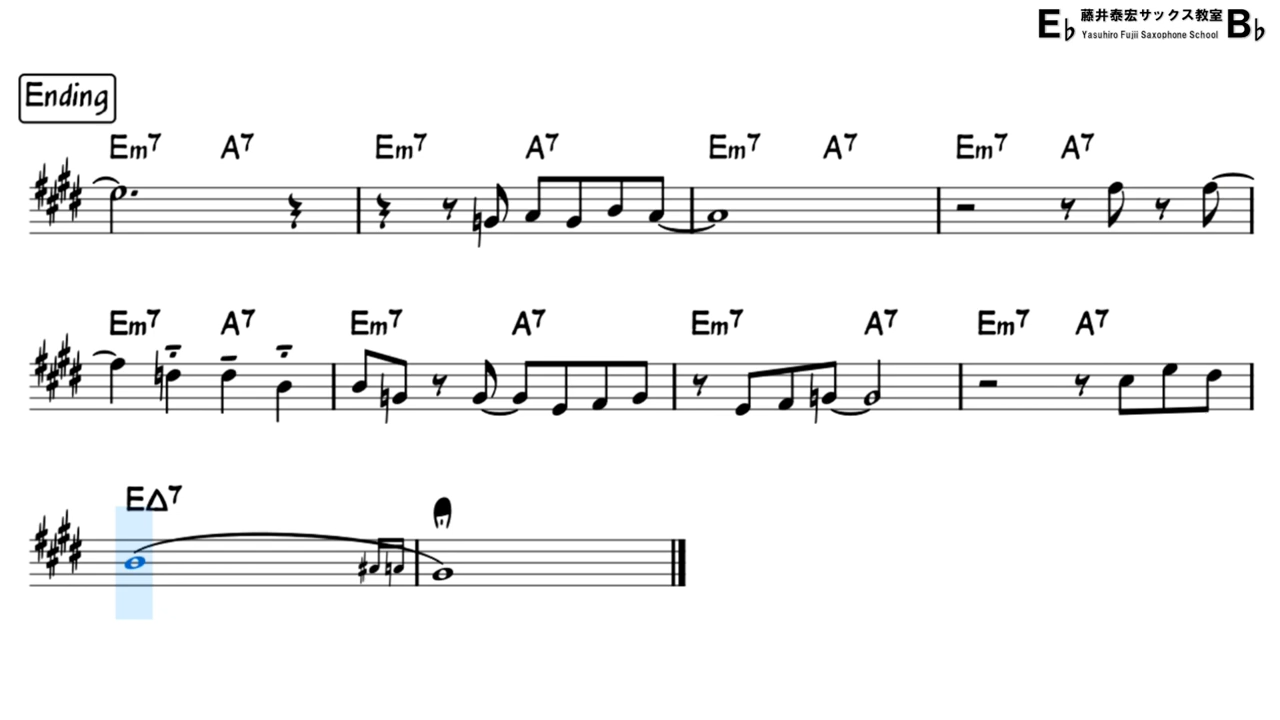 E♭ 藤井泰宏サックス教室 B♭
Yasuhiro Fujii Saxophone School
Ending
Em7 A7 Em7 A7 Em7 A7 Em7 A7
Em7 A7 Em7 A7 Em7 A7 Em7 A7
E△7